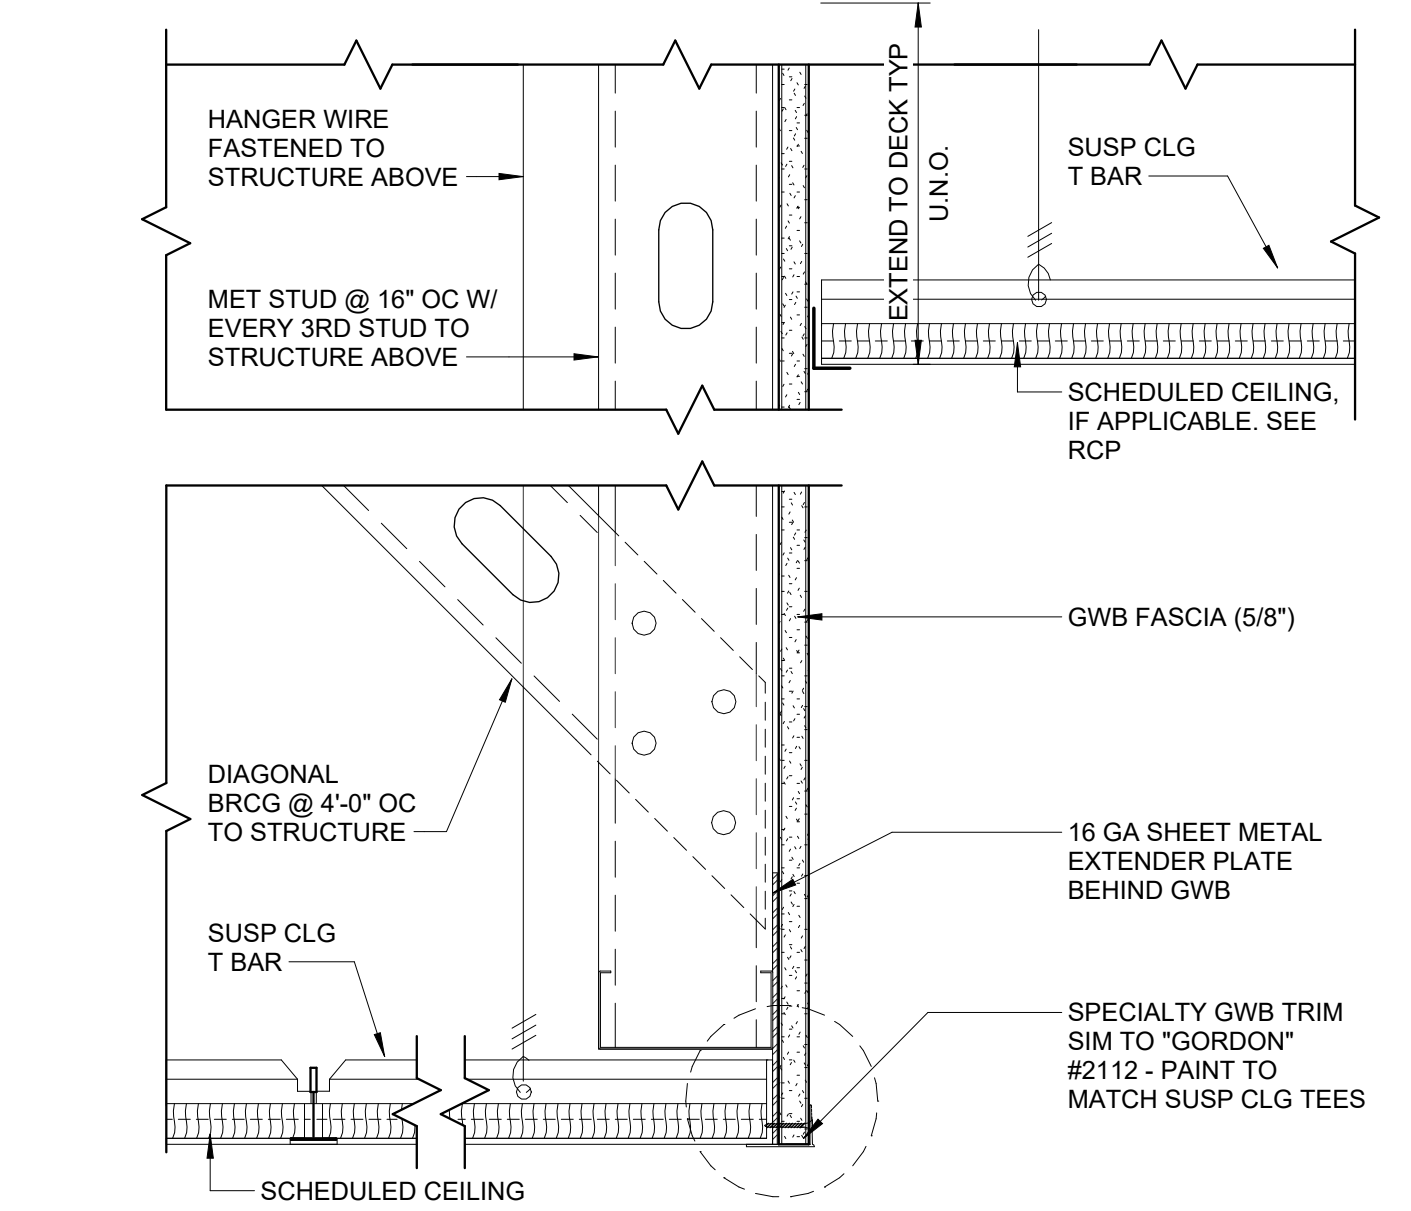 HANGER WIRE
FASTENED TO
STRUCTURE ABOVE
EXTEND TO DECK TYP
U.N.O.
SUSP CLG
T BAR
MET STUD @ 16" OC W/
EVERY 3RD STUD TO
STRUCTURE ABOVE
SCHEDULED CEILING,
IF APPLICABLE. SEE
RCP
GWB FASCIA (5/8")
DIAGONAL
BRCG @ 4'-0" OC
TO STRUCTURE
16 GA SHEET METAL
EXTENDER PLATE
BEHIND GWB
SUSP CLG
T BAR
SPECIALTY GWB TRIM
SIM TO "GORDON"
#2112 - PAINT TO
MATCH SUSP CLG TEES
SCHEDULED CEILING